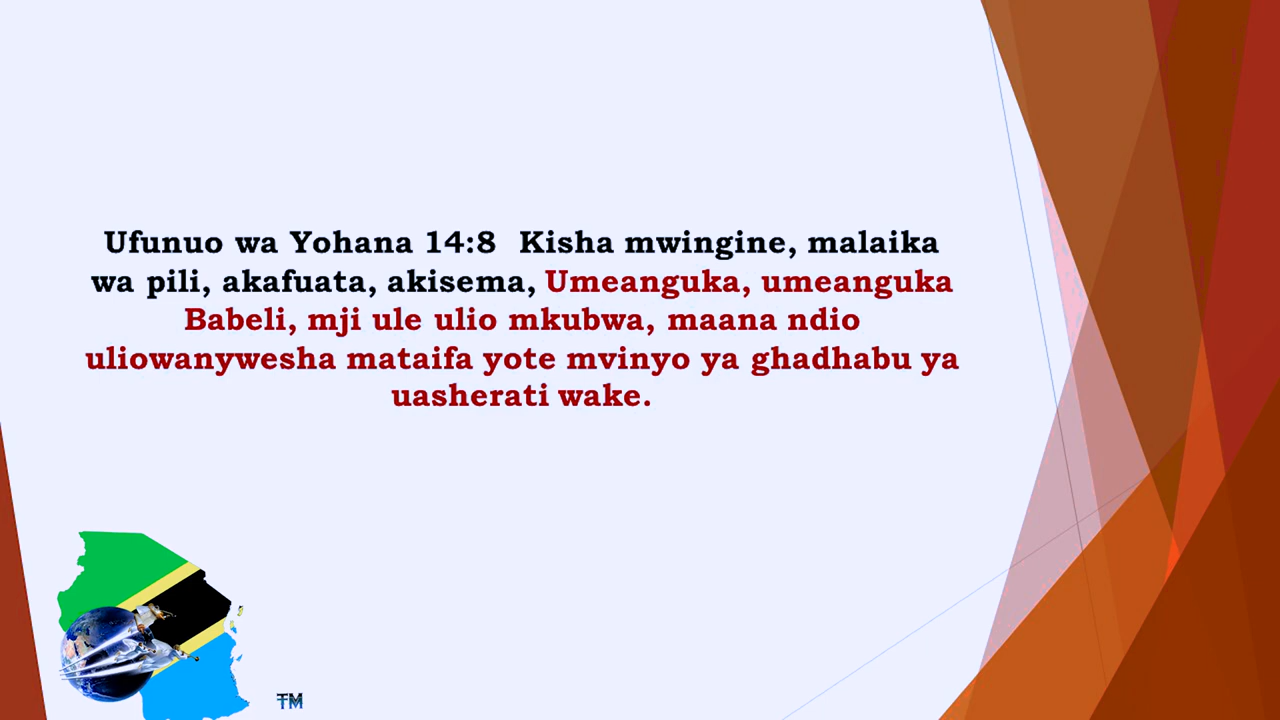 Ufunuo wa Yohana 14:8 Kisha mwingine, malaika
wa pili, akafuata, akisema, Umeanguka, umeanguka
Babeli, mji ule ulio mkubwa, maana ndio
uliowanywesha mataifa yote mvinyo ya ghadhabu ya
uasherati wake.
TM